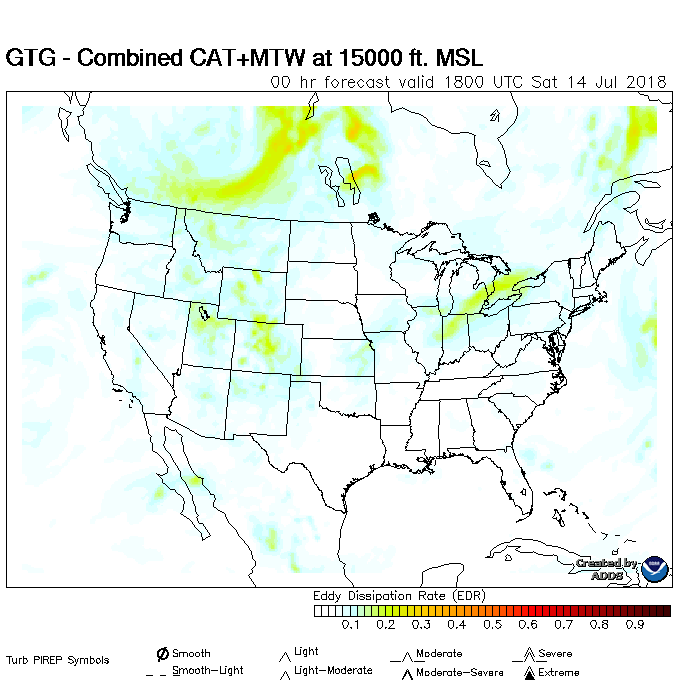 GTG - Combined CAT+MTW at 15000 ft. MSL
00 hr forecast valid 1800 UTC Sat 14 Jul 2018
Created by
ADDS
Eddy Dissipation Rate (EDR)
0.1 0.2 0.3 0.4 0.5 0.6 0.7 0.8 0.9
Turb PIREP Symbols
Smooth Light Moderate Severe
Smooth-Light Light-Moderate Moderate-Severe Extreme